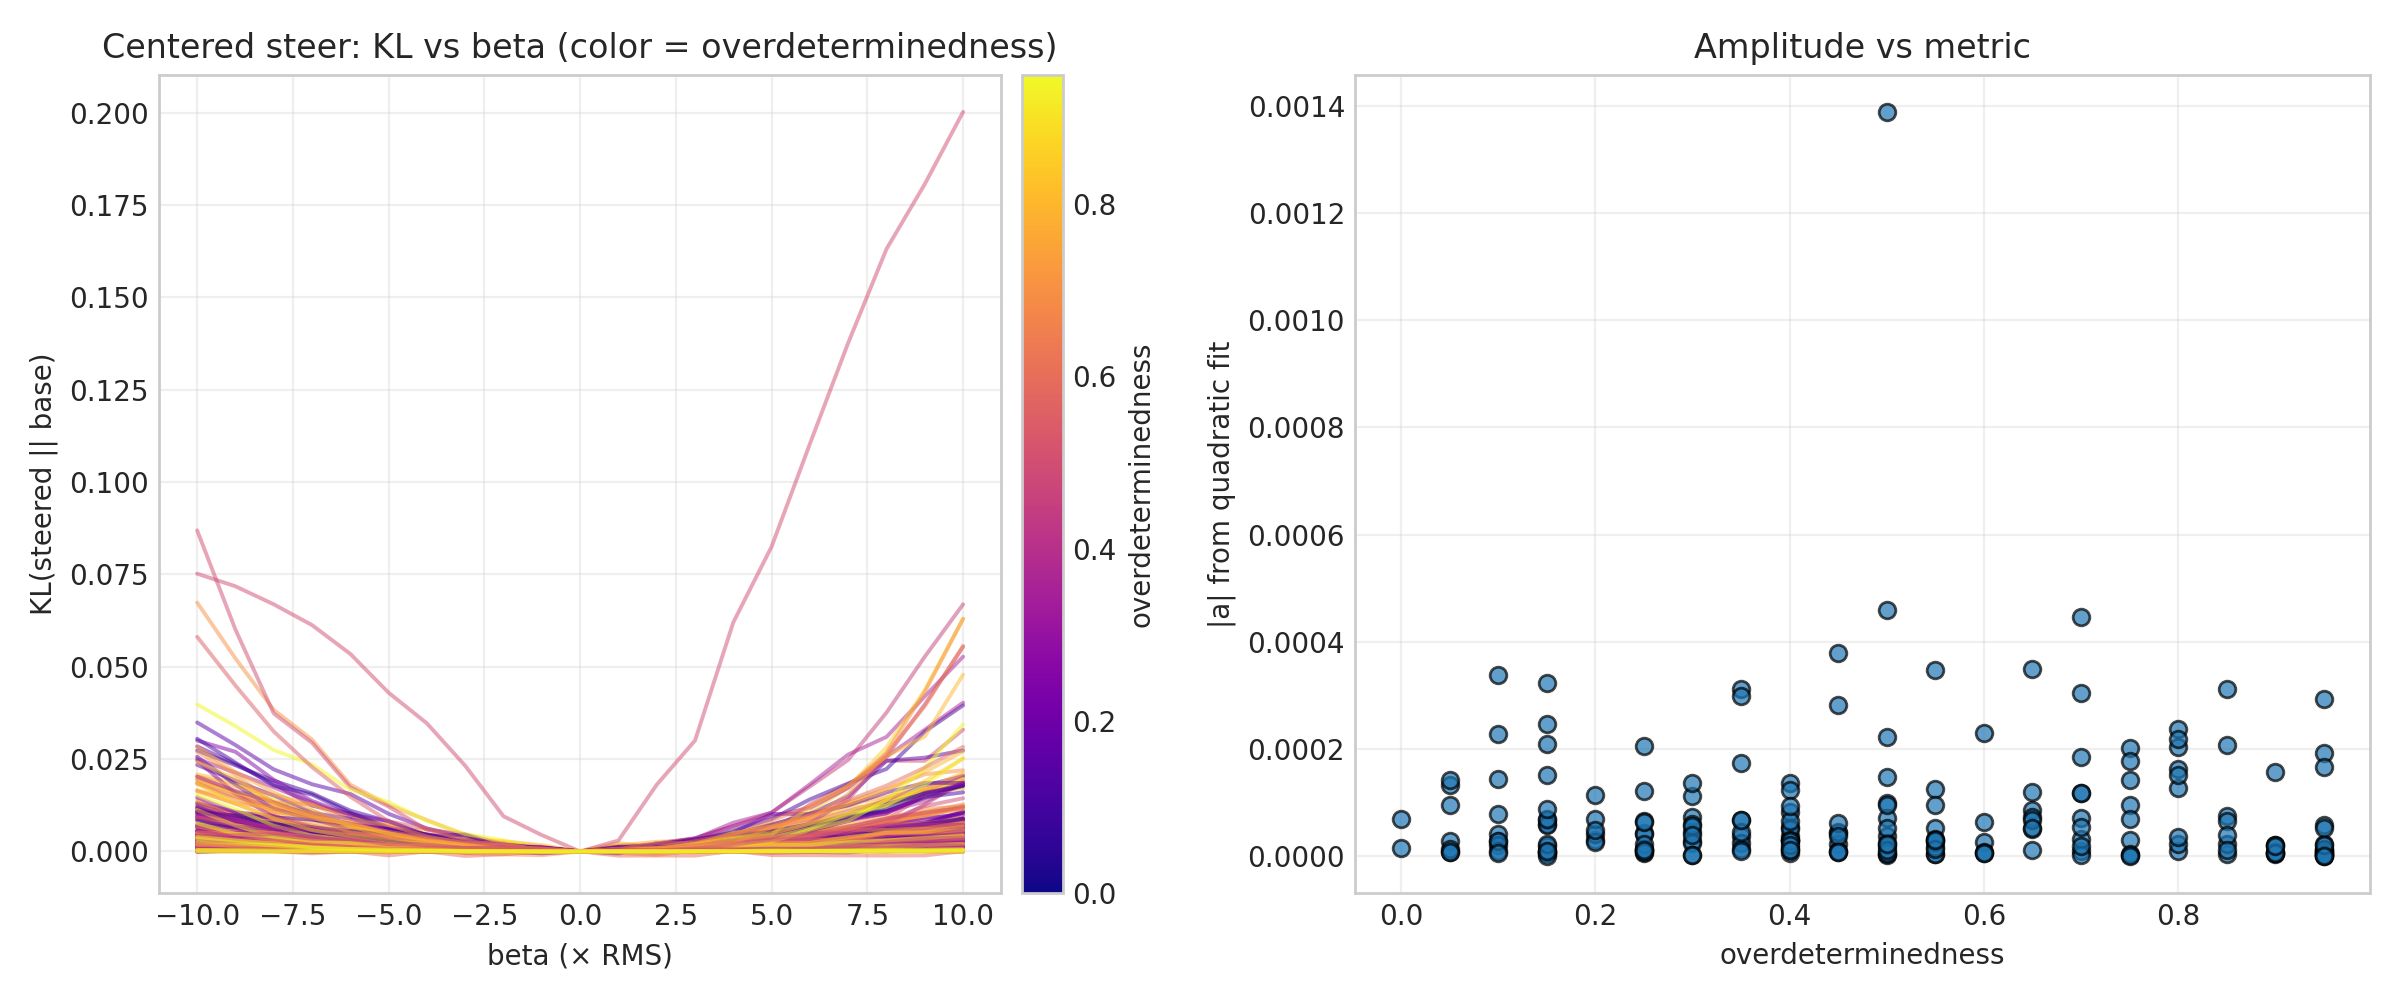 Centered steer: KL vs beta (color = overdeterminedness)
KL(steered || base)
0.200
0.175
0.150
0.125
0.100
0.075
0.050
0.025
0.000
−10.0 −7.5 −5.0 −2.5 0.0 2.5 5.0 7.5 10.0
beta (× RMS)
0.8
0.6
0.4
0.2
0.0
overdeterminedness
Amplitude vs metric
|a| from quadratic fit
0.0014
0.0012
0.0010
0.0008
0.0006
0.0004
0.0002
0.0000
0.0 0.2 0.4 0.6 0.8
overdeterminedness